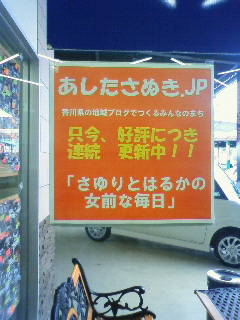 あしたさぬき.JP
香川県の地域ブログでつくるみんなのまち
只今、好評につき
連続　更新中！！
「さゆりとはるかの
女前な毎日」